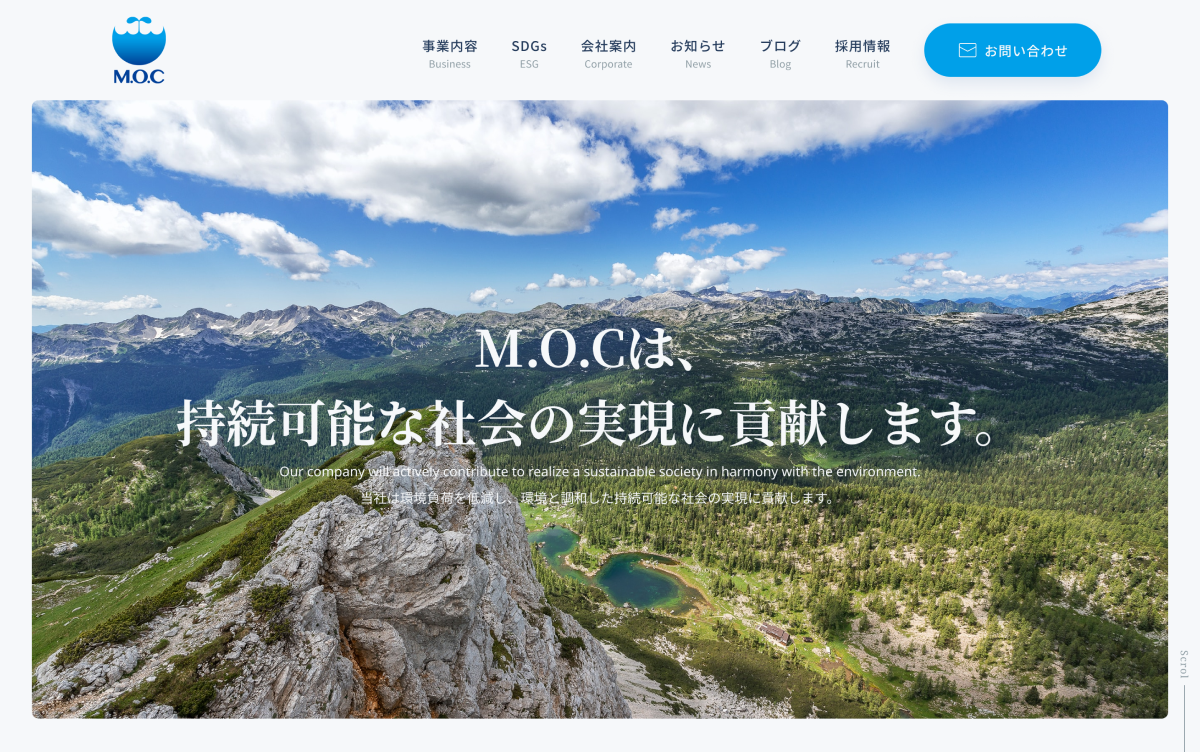 M.O.C
事業内容
Business
SDGs
ESG
会社案内
Corporate
お知らせ
News
ブログ
Blog
採用情報
Recruit
お問い合わせ
M.O.Cは、
持続可能な社会の実現に貢献します。
Our company will actively contribute to realize a sustainable society in harmony with the environment.
当社は環境負荷を低減し、環境と調和した持続可能な社会の実現に貢献します。
Scrol